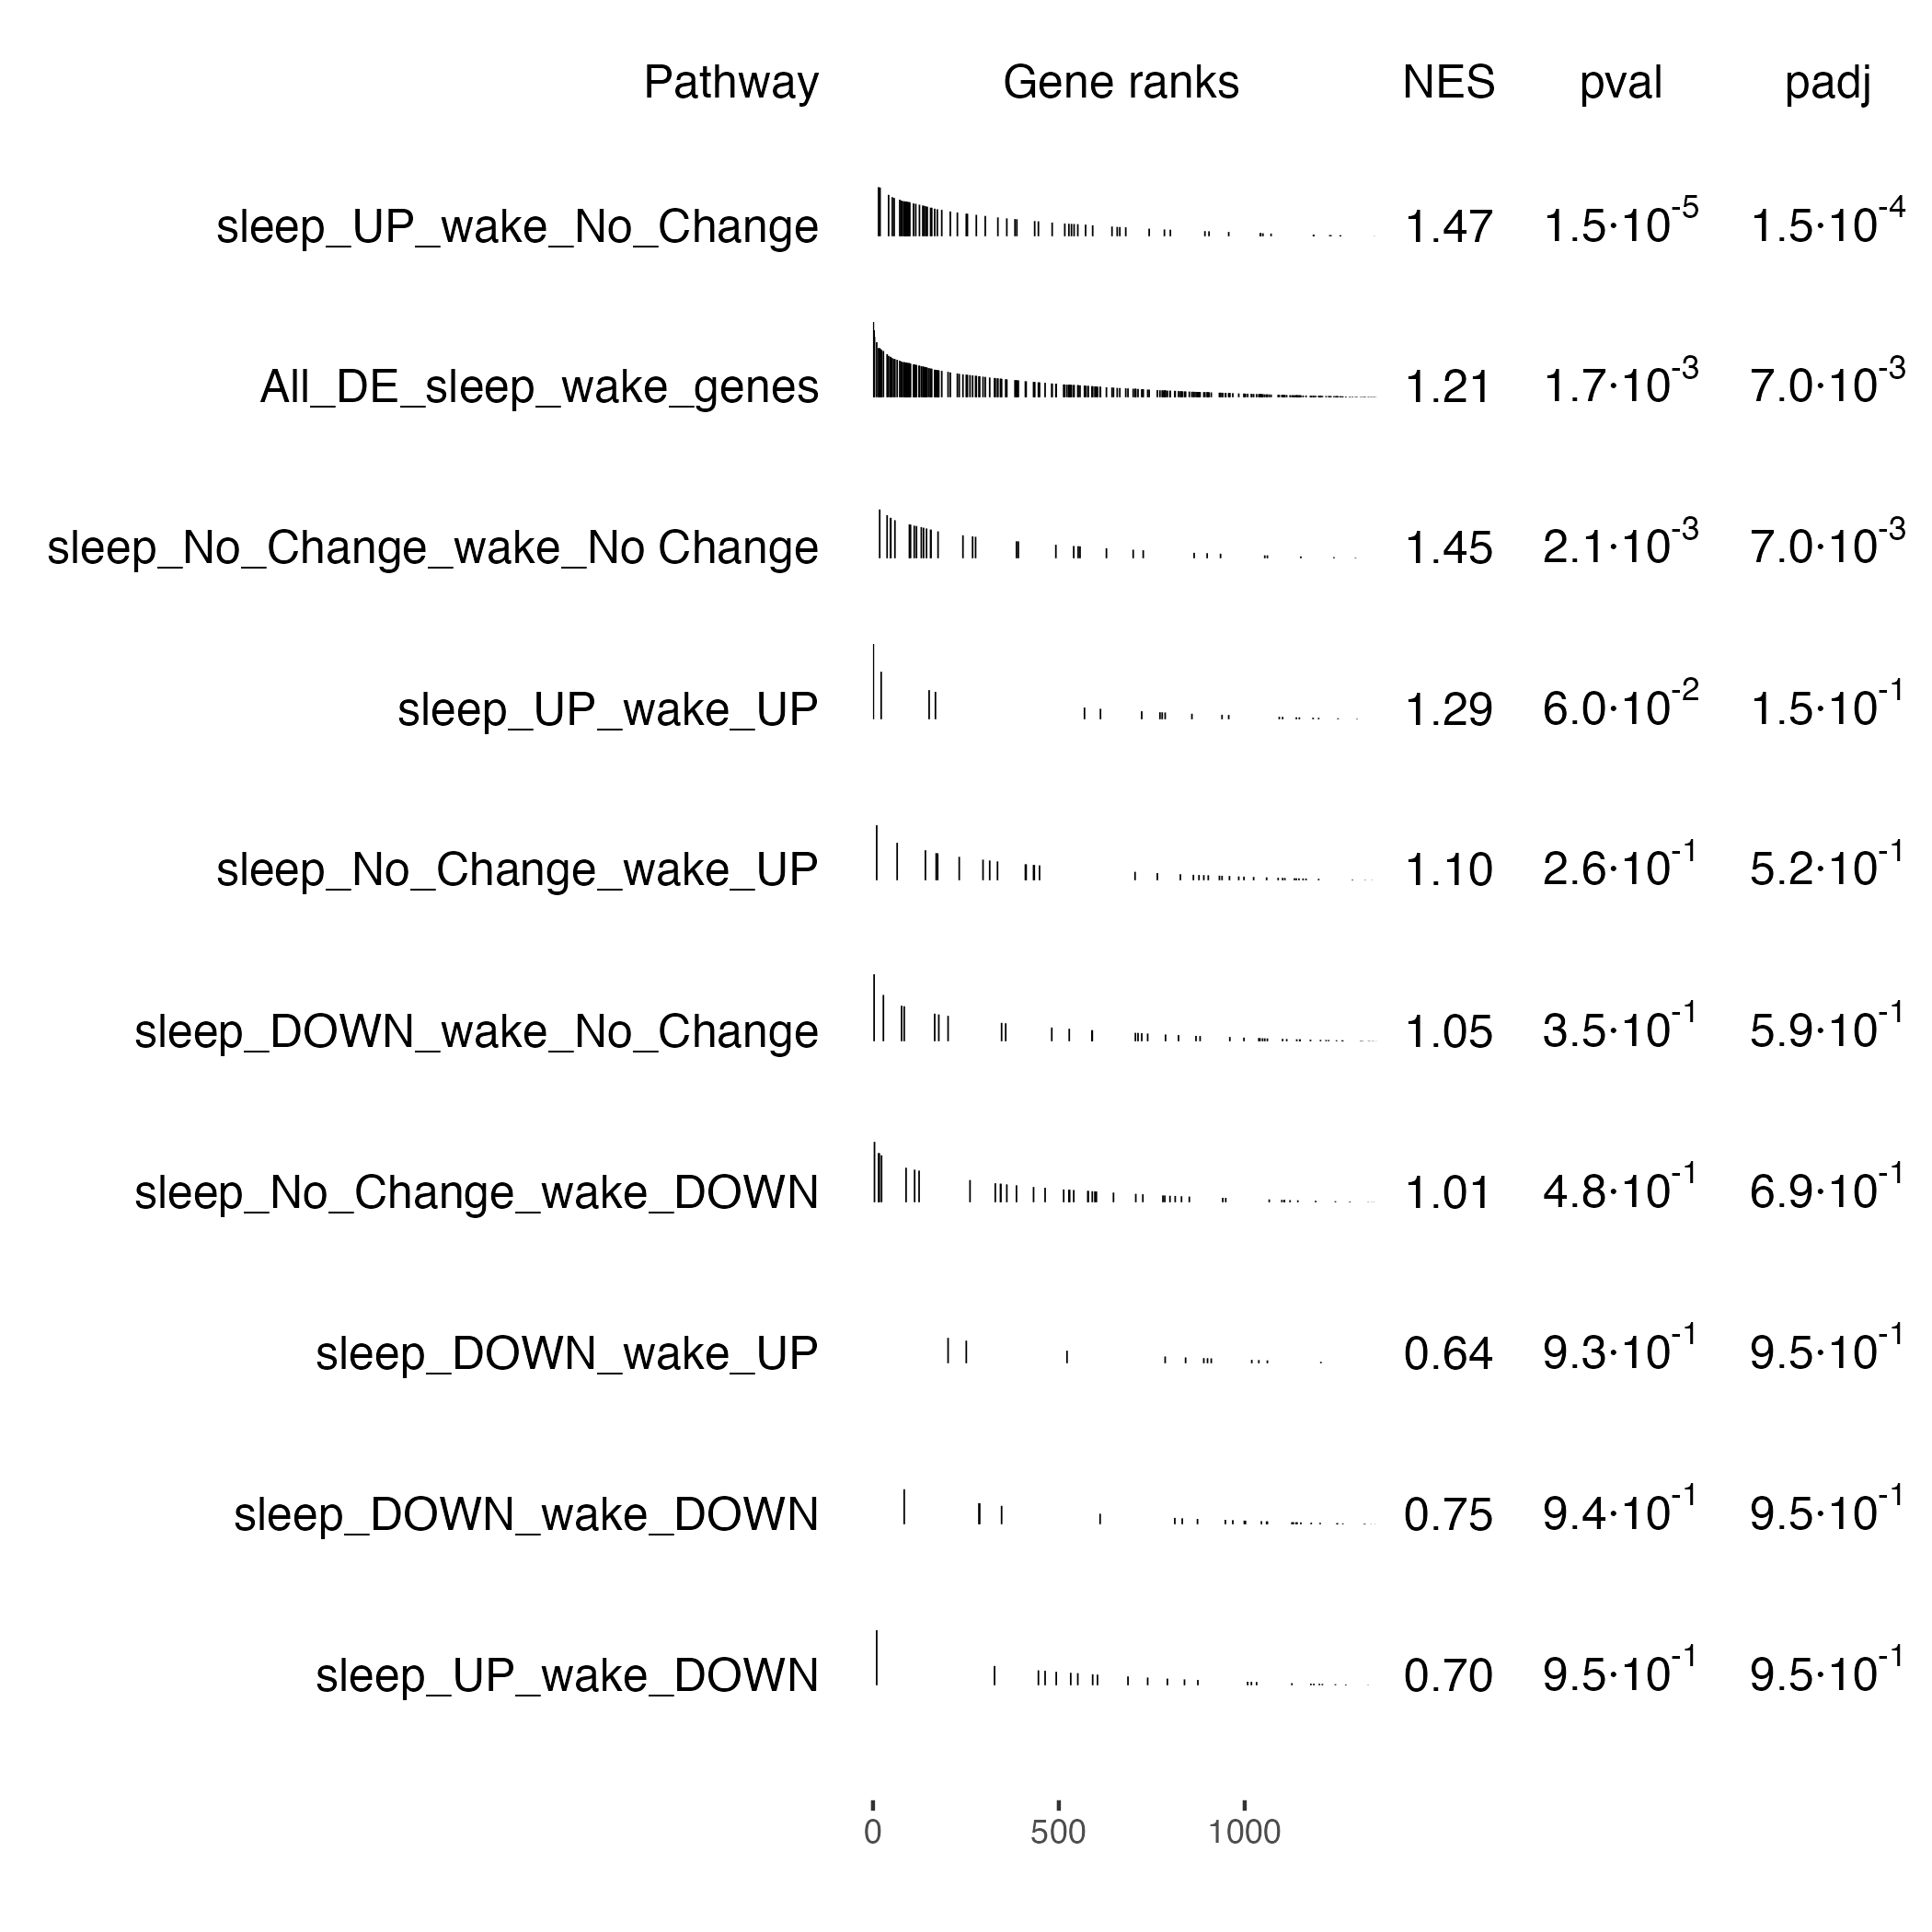 Pathway Gene ranks NES pval padj
sleep_UP_wake_No_Change 1.47 1.5·10⁻⁵ 1.5·10⁻⁴
All_DE_sleep_wake_genes 1.21 1.7·10⁻³ 7.0·10⁻³
sleep_No_Change_wake_No Change 1.45 2.1·10⁻³ 7.0·10⁻³
sleep_UP_wake_UP 1.29 6.0·10⁻² 1.5·10⁻¹
sleep_No_Change_wake_UP 1.10 2.6·10⁻¹ 5.2·10⁻¹
sleep_DOWN_wake_No_Change 1.05 3.5·10⁻¹ 5.9·10⁻¹
sleep_No_Change_wake_DOWN 1.01 4.8·10⁻¹ 6.9·10⁻¹
sleep_DOWN_wake_UP 0.64 9.3·10⁻¹ 9.5·10⁻¹
sleep_DOWN_wake_DOWN 0.75 9.4·10⁻¹ 9.5·10⁻¹
sleep_UP_wake_DOWN 0.70 9.5·10⁻¹ 9.5·10⁻¹
0 500 1000